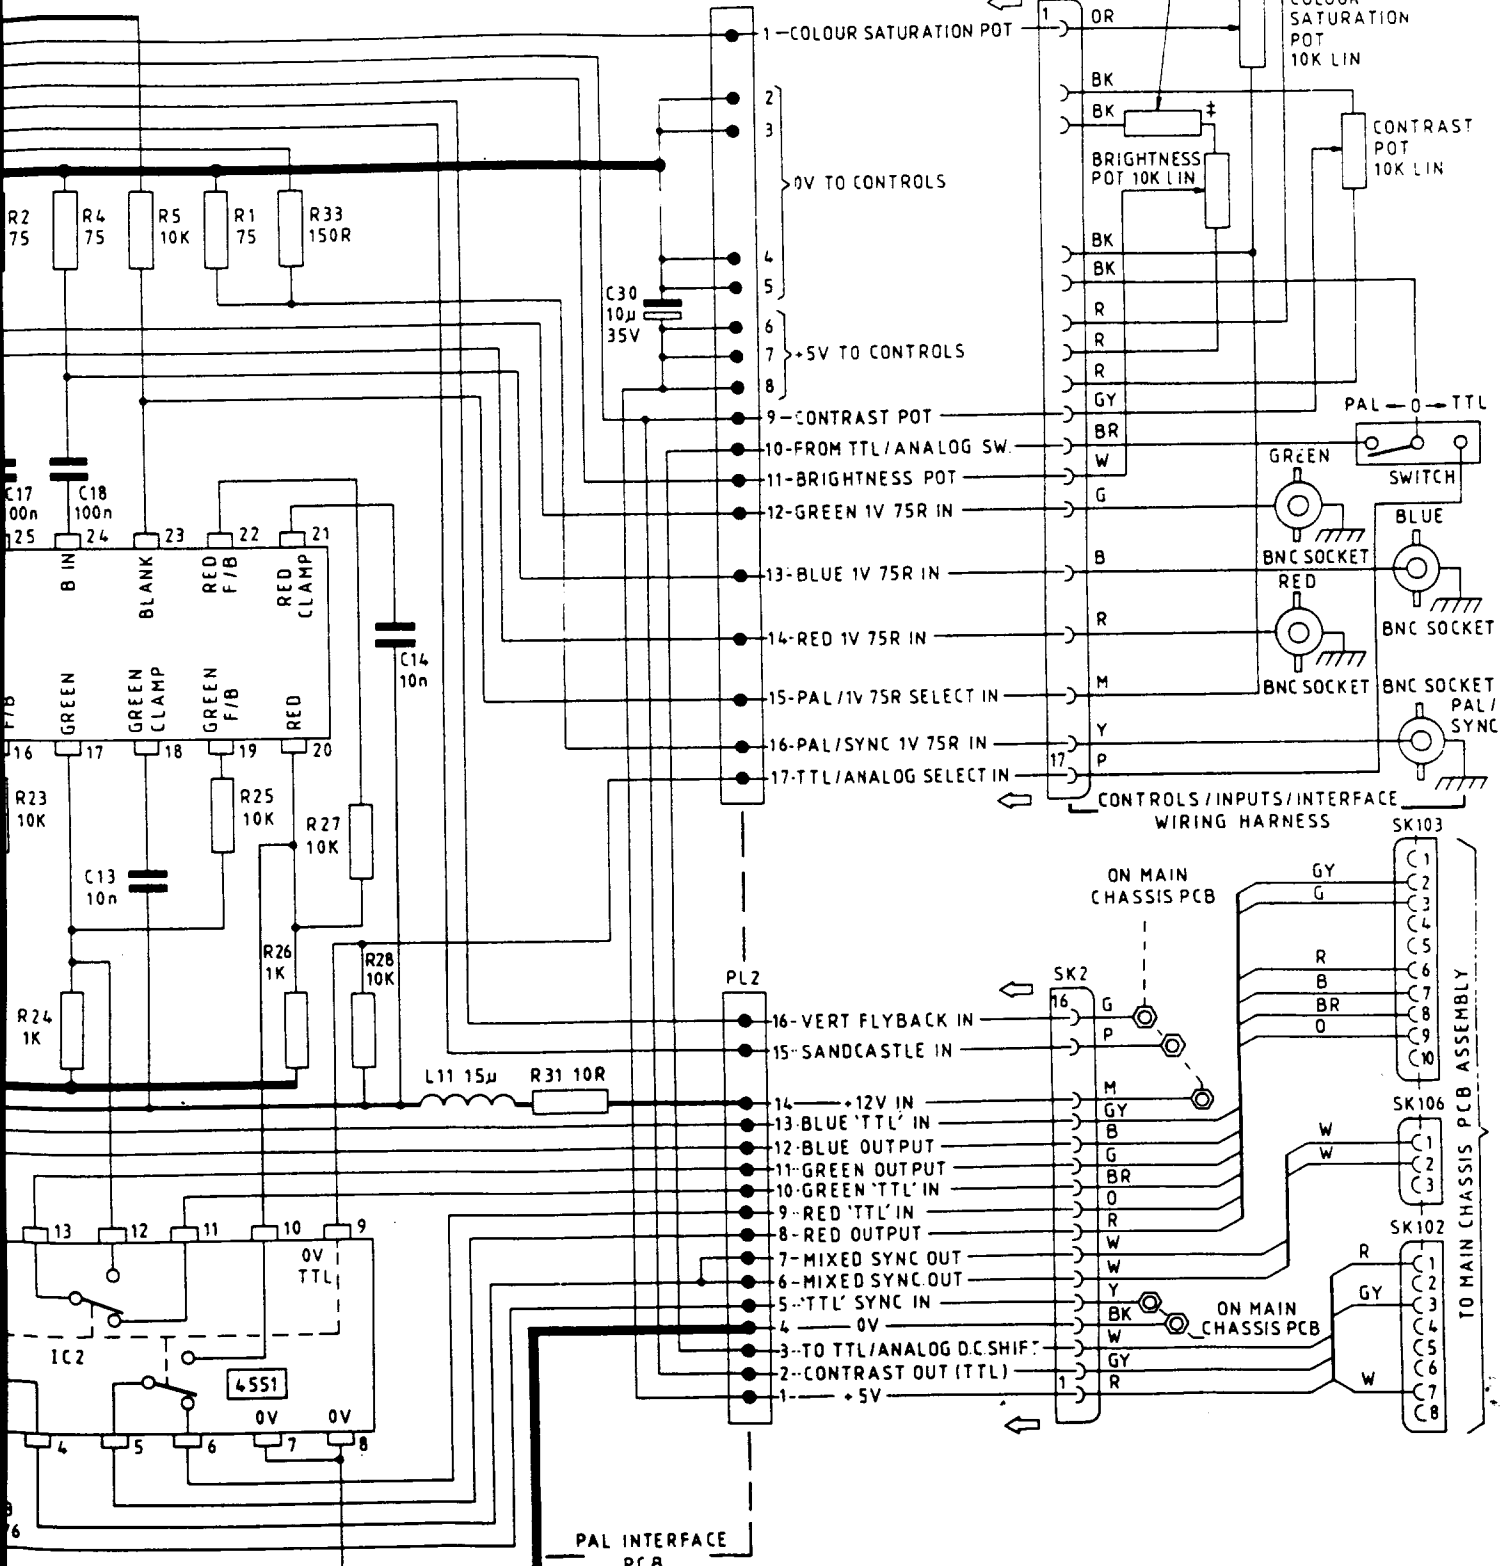 COLOUR
SATURATION
POT
10K LIN
1
OR
1-COLOUR SATURATION POT
BK
2
3
BK
‡
CONTRAST
POT
10K LIN
BRIGHTNESS
POT 10K LIN
0V TO CONTROLS
R2
75
R4
75
R5
10K
R1
75
R33
150R
BK
4
BK
5
C30
10µ
35V
R
6
R
7
+5V TO CONTROLS
R
8
GY
9-CONTRAST POT
PAL
0
TTL
BR
10-FROM TTL/ANALOG SW.
SWITCH
W
11-BRIGHTNESS POT
GREEN
G
12-GREEN 1V 75R IN
BNC SOCKET
C17
00n
C18
100n
BLUE
B
13-BLUE 1V 75R IN
BNC SOCKET
25
24
23
22
21
B IN
BLANK
RED
F/B
RED
CLAMP
RED
R
14-RED 1V 75R IN
BNC SOCKET
C14
10n
M
15-PAL/1V 75R SELECT IN
BNC SOCKET
PAL/
SYNC
F/B
GREEN
GREEN
CLAMP
GREEN
F/B
RED
Y
16-PAL/SYNC 1V 75R IN
16
17
18
19
20
17
P
17-TTL/ANALOG SELECT IN
CONTROLS/INPUTS/INTERFACE
WIRING HARNESS
R23
10K
R25
10K
R27
10K
C13
10n
ON MAIN
CHASSIS PCB
SK103
1
GY
2
G
3
4
5
R
6
B
7
BR
8
O
9
10
R26
1K
R28
10K
R24
1K
PL2
SK2
16
G
16-VERT FLYBACK IN
P
15-SANDCASTLE IN
L11 15µ
R31 10R
M
14-+12V IN
GY
13-BLUE 'TTL' IN
B
12-BLUE OUTPUT
G
11-GREEN OUTPUT
BR
10-GREEN 'TTL' IN
O
9-RED 'TTL' IN
R
8-RED OUTPUT
W
7-MIXED SYNC OUT
W
6-MIXED SYNC OUT
Y
5-'TTL' SYNC IN
BK
4-0V
W
3-TO TTL/ANALOG D.C.SHIFT
GY
2-CONTRAST OUT (TTL)
1
R
1-+5V
SK106
W
1
W
2
3
SK102
R
1
2
GY
3
4
5
6
W
7
8
TO MAIN CHASSIS PCB ASSEMBLY
ON MAIN
CHASSIS PCB
13
12
11
10
9
0V
TTL
IC2
4551
0V
0V
4
5
6
7
8
76
PAL INTERFACE
PCB